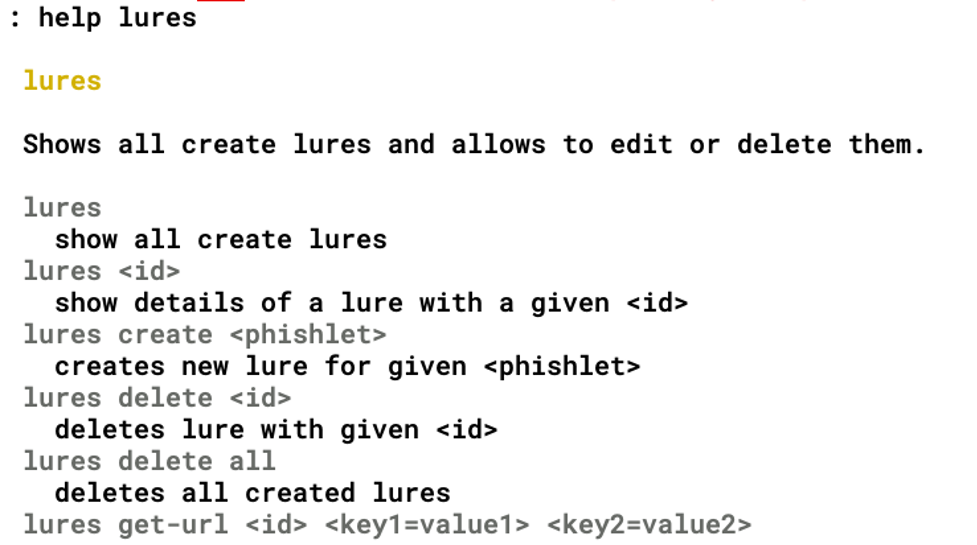 : help lures
lures
Shows all create lures and allows to edit or delete them.
lures
show all create lures
lures <id>
show details of a lure with a given <id>
lures create <phishlet>
creates new lure for given <phishlet>
lures delete <id>
deletes lure with given <id>
lures delete all
deletes all created lures
lures get-url <id> <key1=value1> <key2=value2>